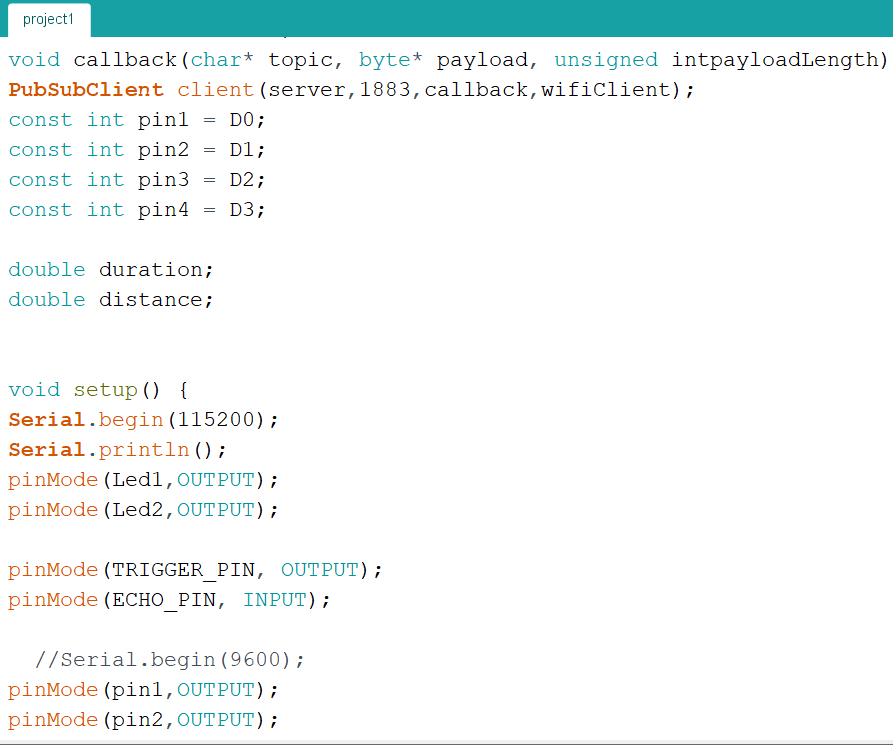 project1
void callback(char* topic, byte* payload, unsigned intpayloadLength)
PubSubClient client(server,1883,callback,wifiClient);
const int pin1 = D0;
const int pin2 = D1;
const int pin3 = D2;
const int pin4 = D3;
double duration;
double distance;
void setup() {
Serial.begin(115200);
Serial.println();
pinMode(Led1,OUTPUT);
pinMode(Led2,OUTPUT);
pinMode(TRIGGER_PIN, OUTPUT);
pinMode(ECHO_PIN, INPUT);
//Serial.begin(9600);
pinMode(pin1,OUTPUT);
pinMode(pin2,OUTPUT);